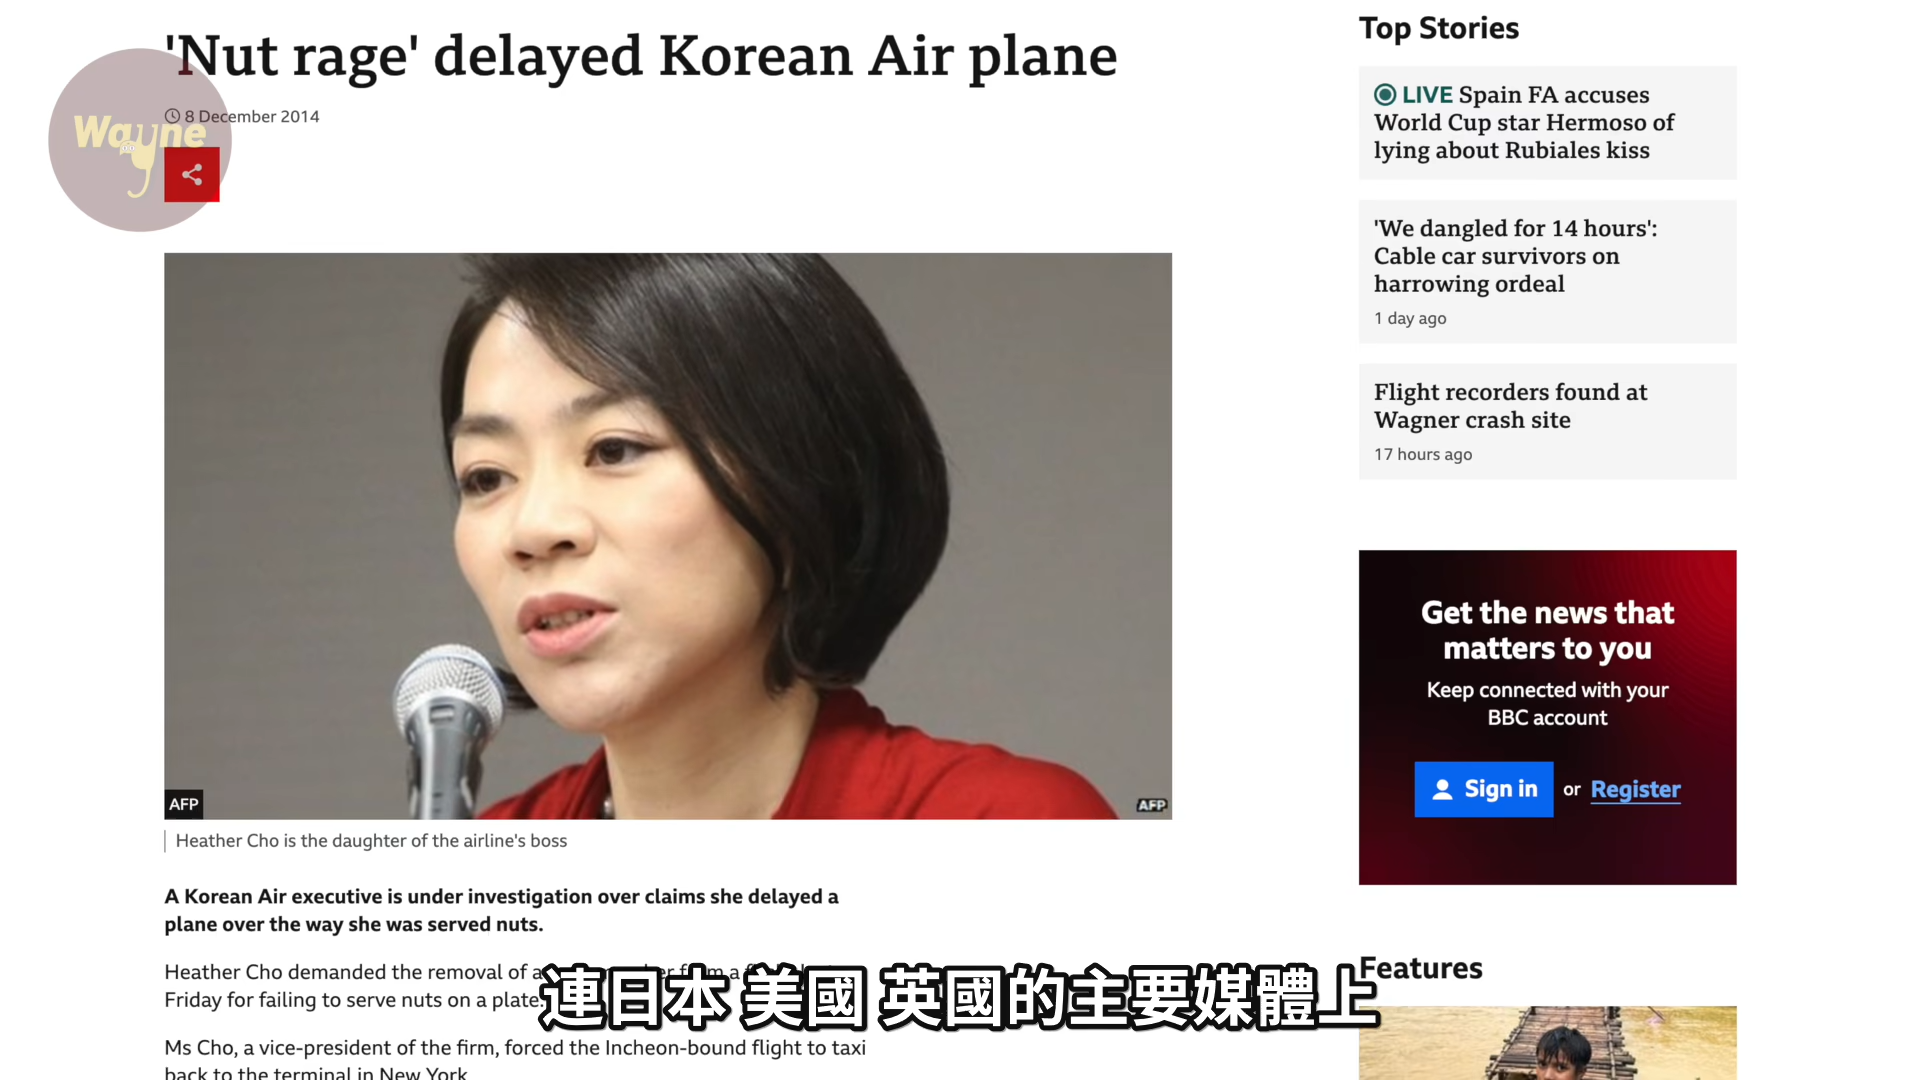 'Nut rage' delayed Korean Air plane
8 December 2014
Wayne
AFP
AFP
Heather Cho is the daughter of the airline's boss
A Korean Air executive is under investigation over claims she delayed a
plane over the way she was served nuts.
Heather Cho demanded the removal of a
Friday for failing to serve nuts on a plate
Ms Cho, a vice-president of the firm, forced the Incheon-bound flight to taxi
back to the terminal in New York
連日本 美國 英國的主要媒體上
Top Stories
LIVE Spain FA accuses
World Cup star Hermoso of
lying about Rubiales kiss
'We dangled for 14 hours':
Cable car survivors on
harrowing ordeal
1 day ago
Flight recorders found at
Wagner crash site
17 hours ago
Get the news that
matters to you
Keep connected with your
BBC account
Sign in or Register
Features